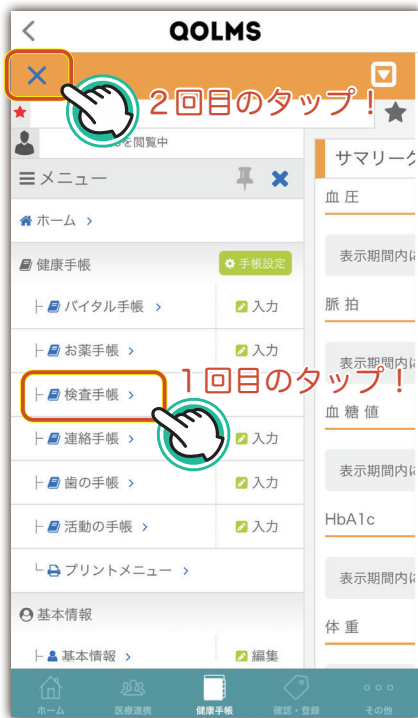 QOLMS
2回目のタップ！
を閲覧中
メニュー
ホーム
健康手帳
手帳設定
バイタル手帳
入力
お薬手帳
入力
1回目のタップ！
検査手帳
連絡手帳
入力
歯の手帳
入力
活動の手帳
入力
プリントメニュー
基本情報
基本情報
編集
サマリーク
血圧
表示期間内に
脈拍
表示期間内に
血糖値
表示期間内に
HbA1c
表示期間内に
体重
ホーム
医療連携
健康手帳
確認・登録
その他